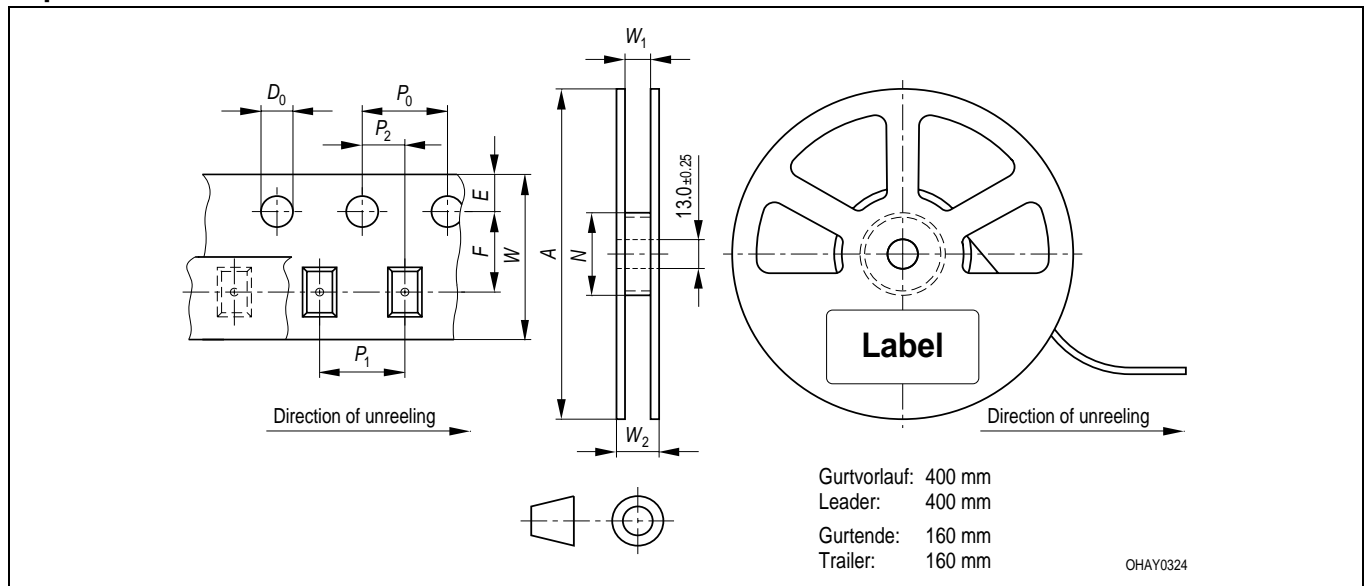 W₁
D₀
P₀
P₂
E
F
W
A
N
13.0±0.25
P₁
Label
Direction of unreeling
W₂
Direction of unreeling
Gurtvorlauf: 400 mm
Leader: 400 mm
Gurtende: 160 mm
Trailer: 160 mm
OHAY0324